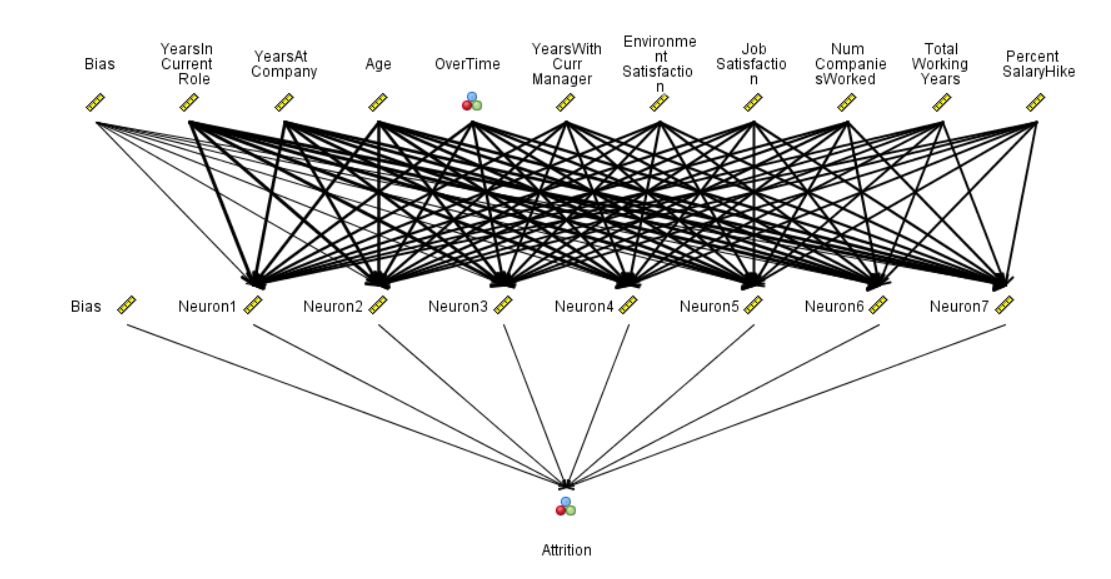 Bias
YearsIn
Current
Role
YearsAt
Company
Age
OverTime
YearsWith
Curr
Manager
Environme
nt
Satisfactio
n
Job
Satisfactio
n
Num
Companie
sWorked
Total
Working
Years
Percent
SalaryHike
Bias
Neuron1
Neuron2
Neuron3
Neuron4
Neuron5
Neuron6
Neuron7
Attrition